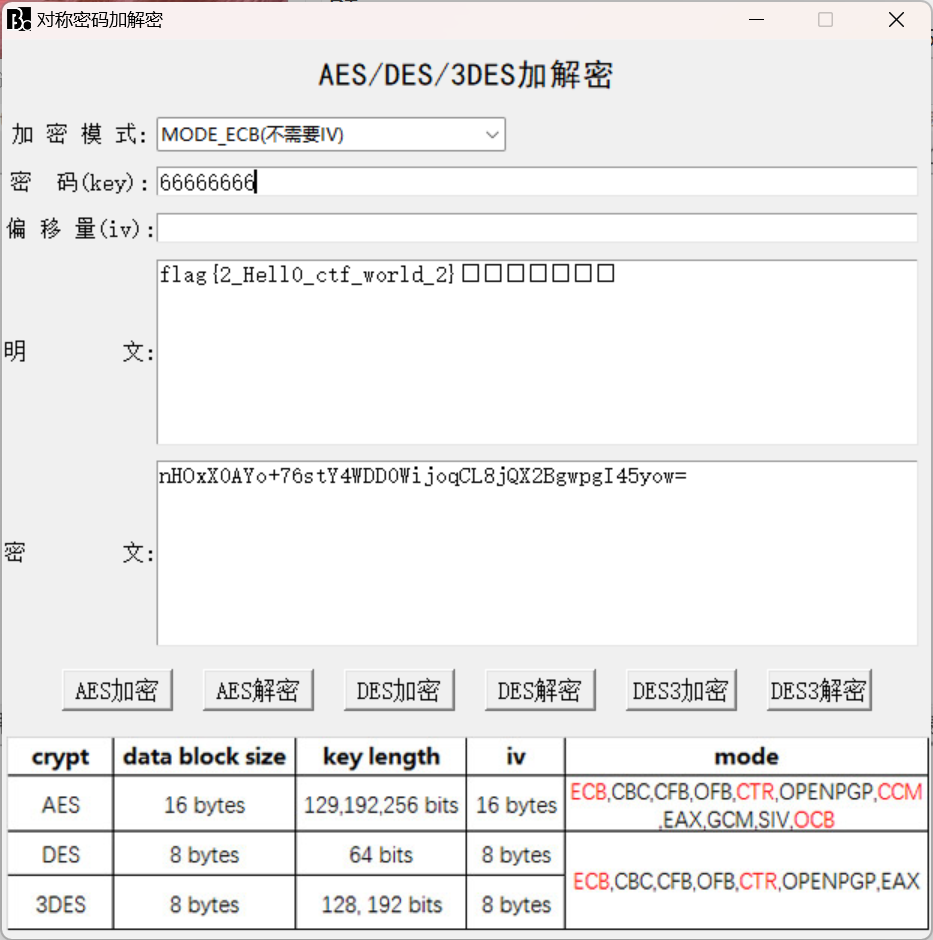 对称密码加解密
AES/DES/3DES加解密
加 密 模 式: MODE_ECB(不需要IV)
密 码(key): 66666666
偏 移 量(iv):
明 文: flag{2_Hell0_ctf_world_2}□□□□□□□
密 文: nHOxX0AYo+76stY4WDD0WijoqCL8jQX2BgwpgI45yow=
AES加密 AES解密 DES加密 DES解密 DES3加密 DES3解密
crypt data block size key length iv mode
AES 16 bytes 129,192,256 bits 16 bytes ECB,CBC,CFB,OFB,CTR,OPENPGP,CCM
,EAX,GCM,SIV,OCB
DES 8 bytes 64 bits 8 bytes ECB,CBC,CFB,OFB,CTR,OPENPGP,EAX
3DES 8 bytes 128, 192 bits 8 bytes